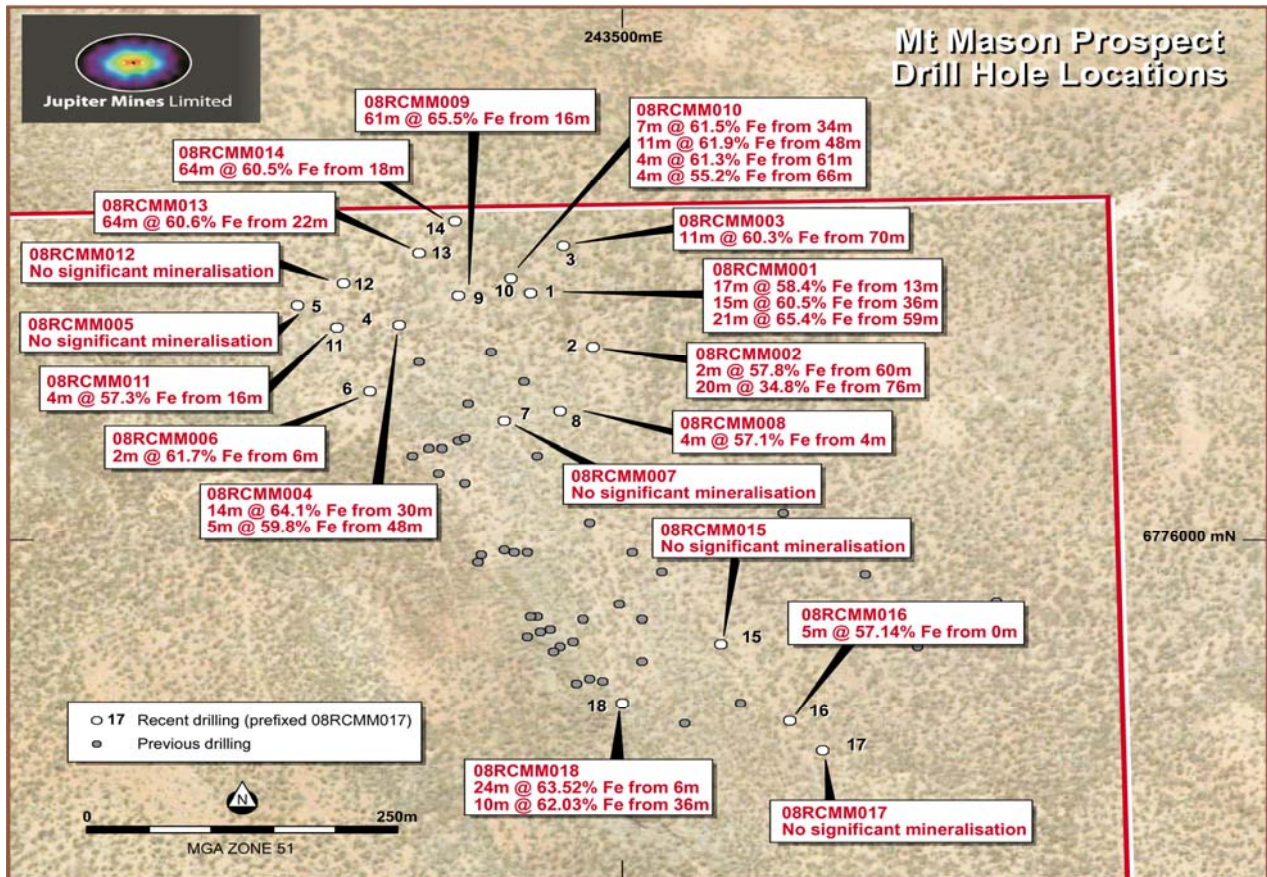 Jupiter Mines Limited
243500mE
Mt Mason Prospect
Drill Hole Locations
08RCMM009
61m @ 65.5% Fe from 16m
08RCMM010
7m @ 61.5% Fe from 34m
11m @ 61.9% Fe from 48m
4m @ 61.3% Fe from 61m
4m @ 55.2% Fe from 66m
08RCMM014
64m @ 60.5% Fe from 18m
08RCMM013
64m @ 60.6% Fe from 22m
08RCMM003
11m @ 60.3% Fe from 70m
14
13
3
08RCMM012
No significant mineralisation
08RCMM001
17m @ 58.4% Fe from 13m
15m @ 60.5% Fe from 36m
21m @ 65.4% Fe from 59m
12
9
10
1
5
4
11
08RCMM005
No significant mineralisation
2
08RCMM002
2m @ 57.8% Fe from 60m
20m @ 34.8% Fe from 76m
08RCMM011
4m @ 57.3% Fe from 16m
6
7
8
08RCMM008
4m @ 57.1% Fe from 4m
08RCMM006
2m @ 61.7% Fe from 6m
08RCMM007
No significant mineralisation
08RCMM004
14m @ 64.1% Fe from 30m
5m @ 59.8% Fe from 48m
08RCMM015
No significant mineralisation
6776000 mN
08RCMM016
5m @ 57.14% Fe from 0m
15
18
16
17
17 Recent drilling (prefixed 08RCMM017)
Previous drilling
08RCMM018
24m @ 63.52% Fe from 6m
10m @ 62.03% Fe from 36m
08RCMM017
No significant mineralisation
N
0 250m
MGA ZONE 51